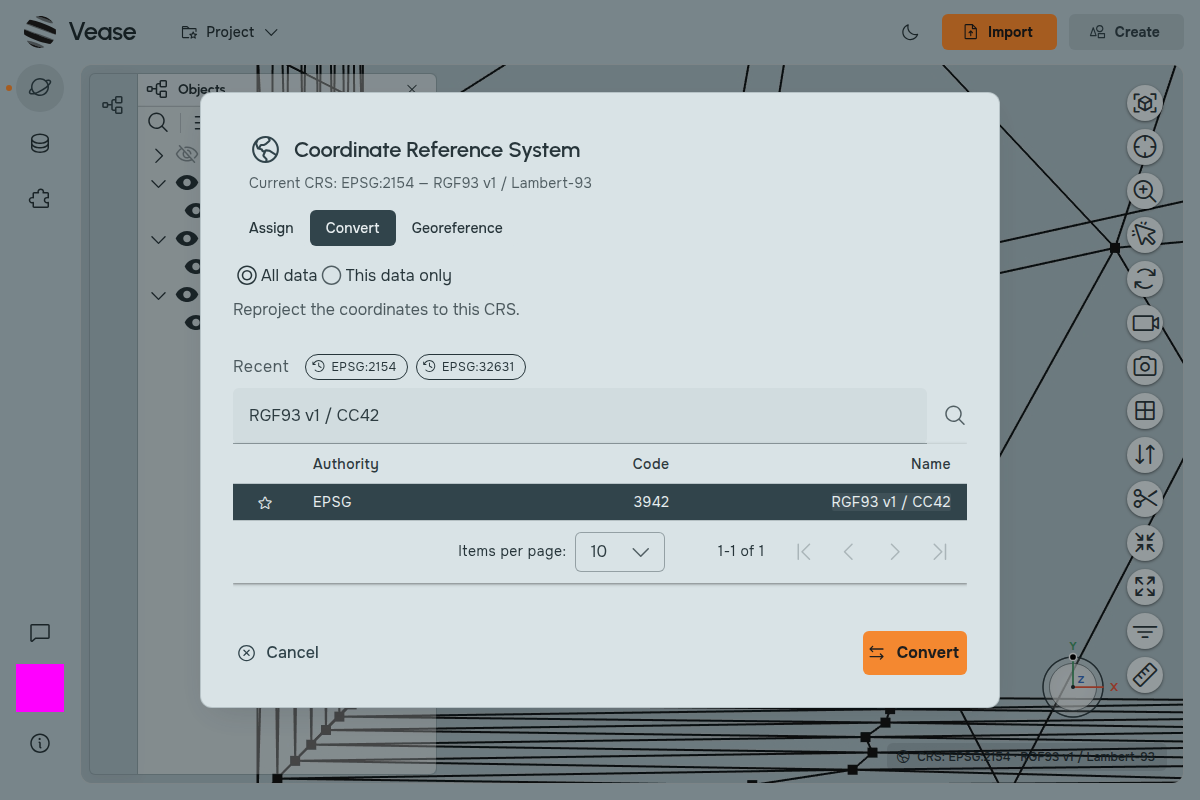 Vease
Project
Import
Create
Objects
Coordinate Reference System
Current CRS: EPSG:2154 — RGF93 v1 / Lambert-93
Assign
Convert
Georeference
All data
This data only
Reproject the coordinates to this CRS.
Recent
EPSG:2154
EPSG:32631
RGF93 v1 / CC42
Authority
Code
Name
EPSG
3942
RGF93 v1 / CC42
Items per page:
10
1-1 of 1
Cancel
Convert
Y
Z
X
CRS: EPSG:2154 · RGF93 v1 / Lambert-93